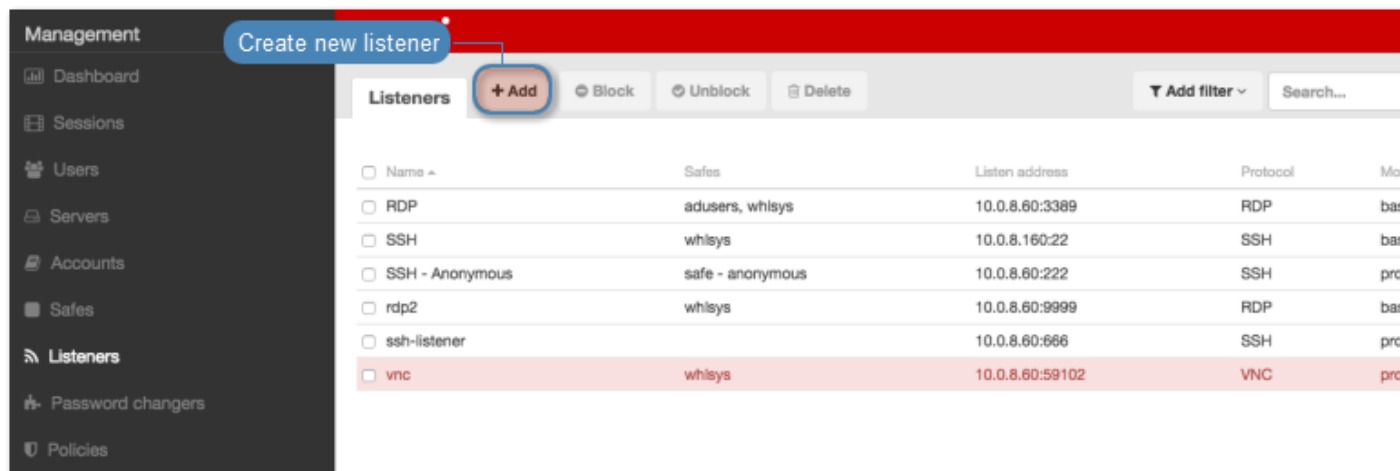 Management
Create new listener
Dashboard
Listeners
+ Add
Block
Unblock
Delete
Add filter
Search...
Sessions
Users
Name
Safes
Listen address
Protocol
RDP
adusers, whlsys
10.0.8.60:3389
RDP
Servers
SSH
whlsys
10.0.8.160:22
SSH
Accounts
SSH - Anonymous
safe - anonymous
10.0.8.60:222
SSH
Safes
rdp2
whlsys
10.0.8.60:9999
RDP
Listeners
ssh-listener
10.0.8.60:666
SSH
vnc
whlsys
10.0.8.60:59102
VNC
Password changers
Policies